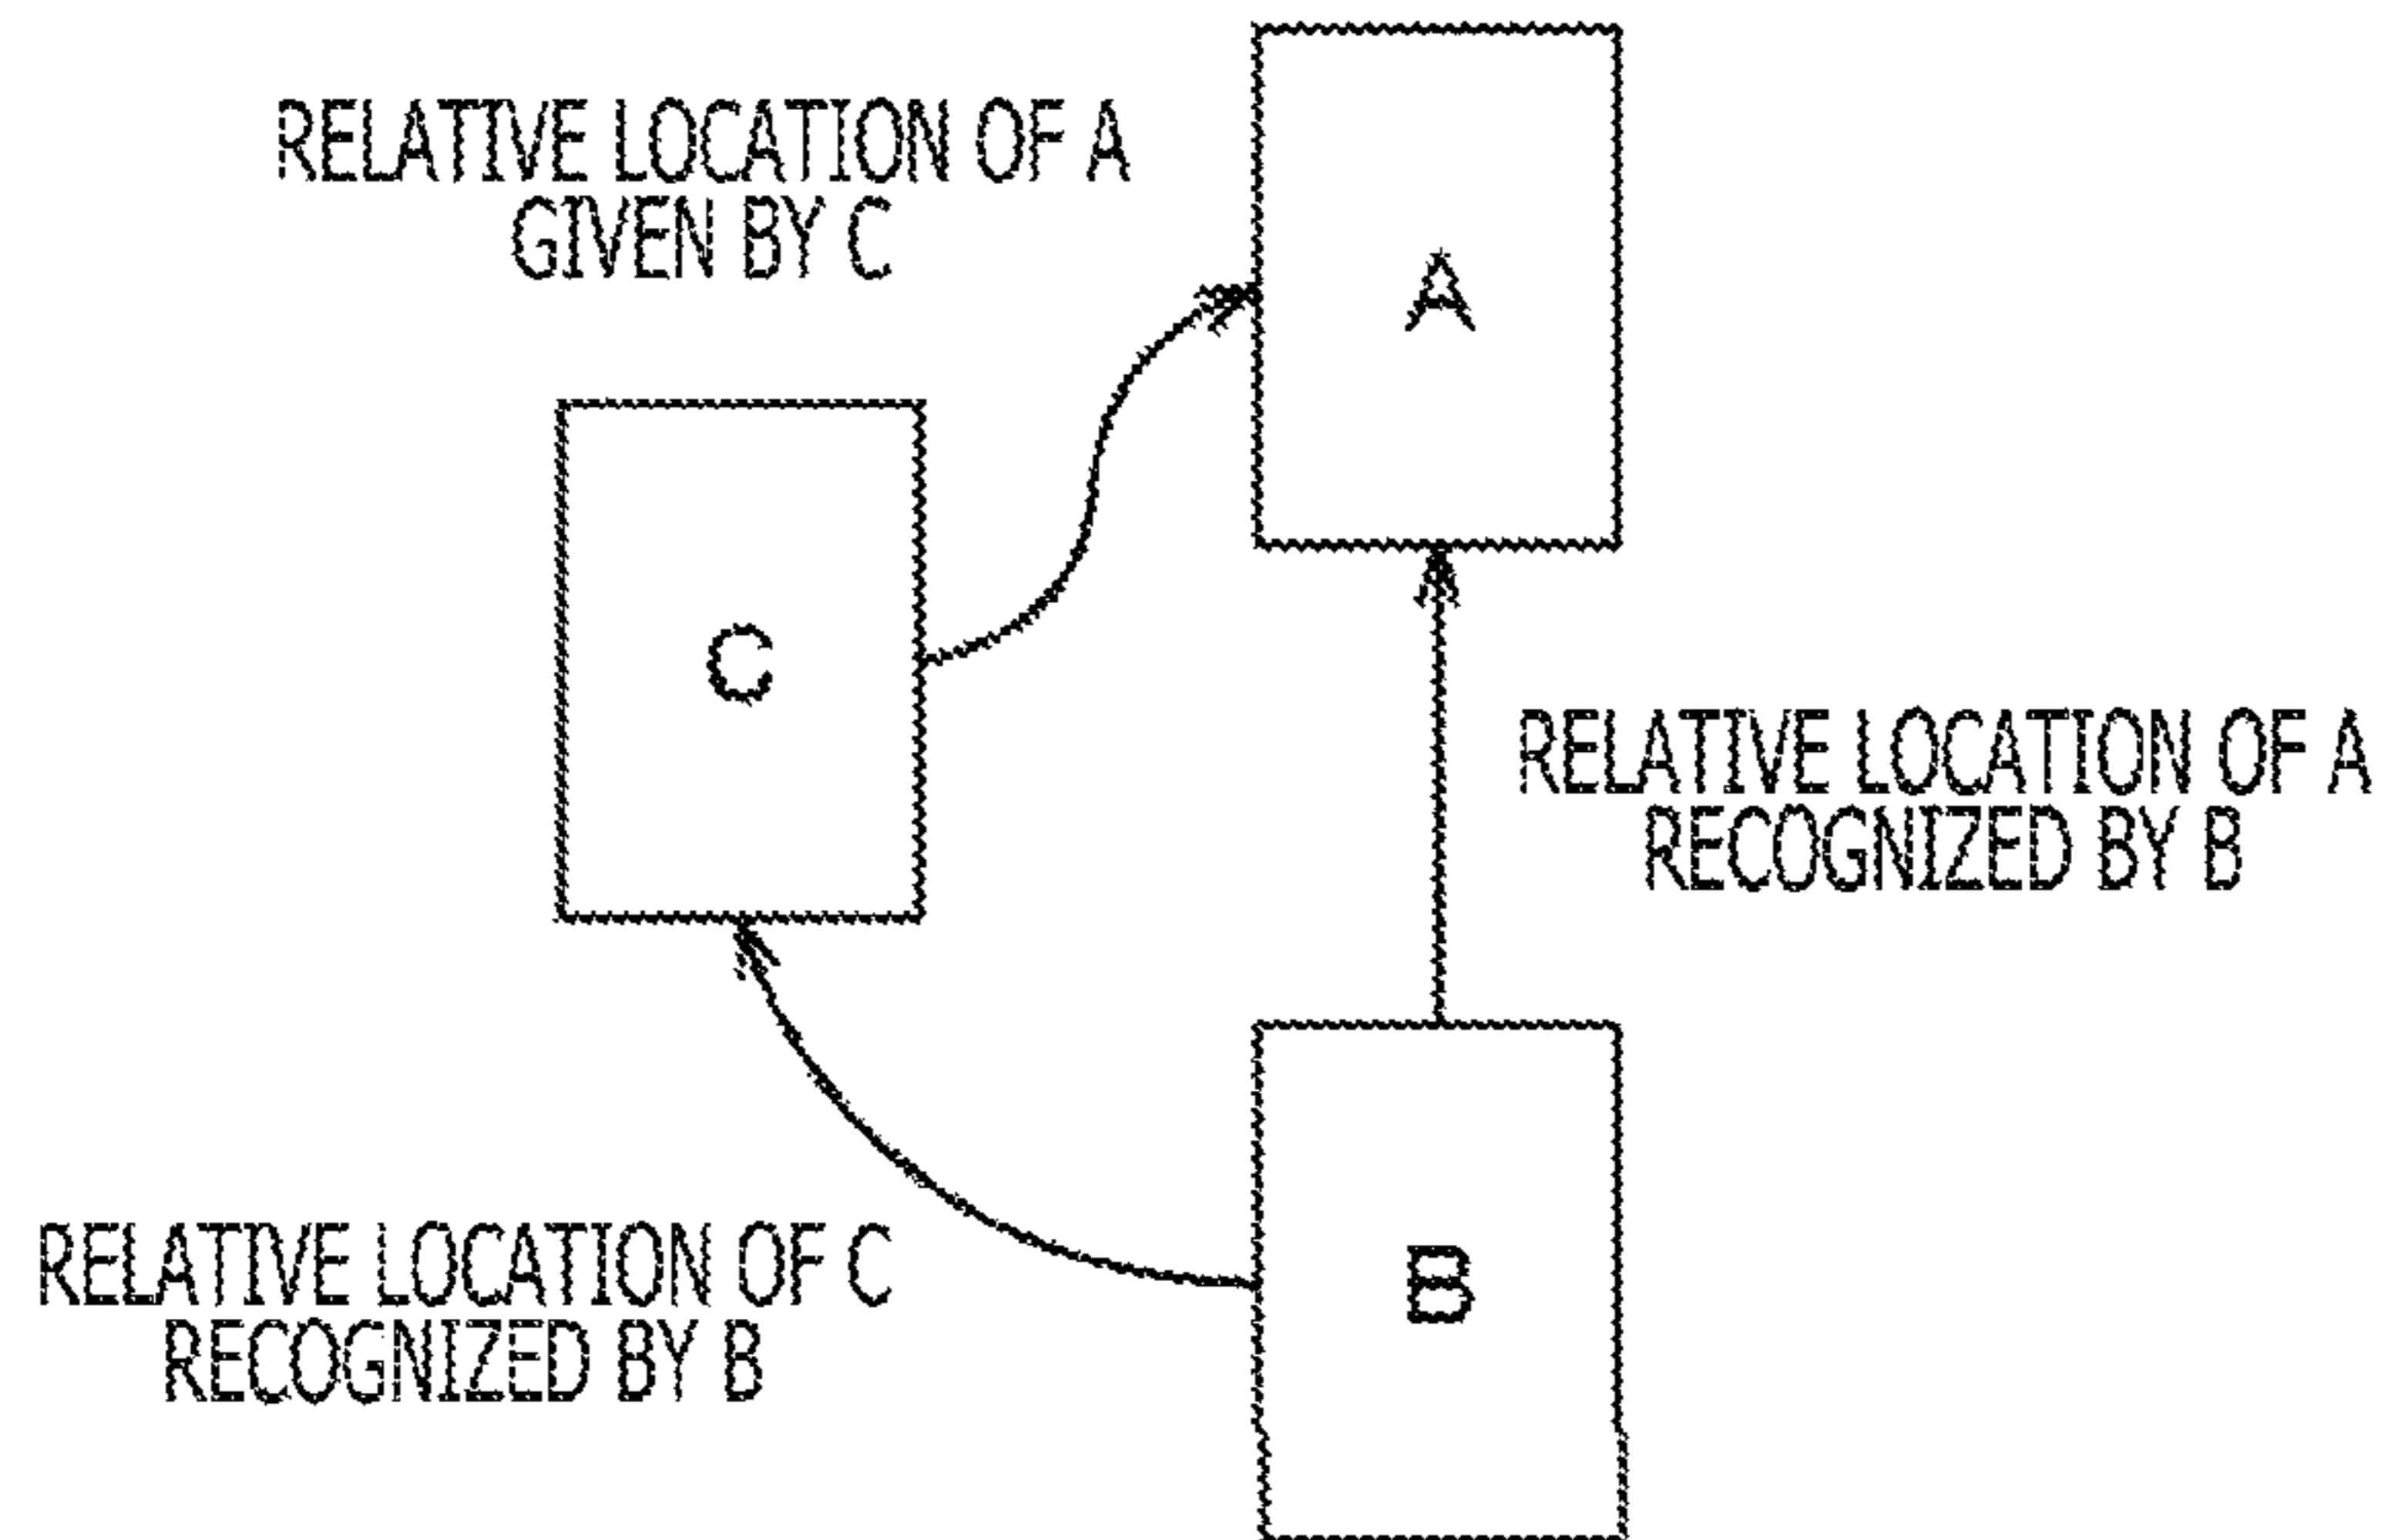 RELATIVE LOCATION OF A
GIVEN BY C
A
C
RELATIVE LOCATION OF A
RECOGNIZED BY B
RELATIVE LOCATION OF C
RECOGNIZED BY B
B